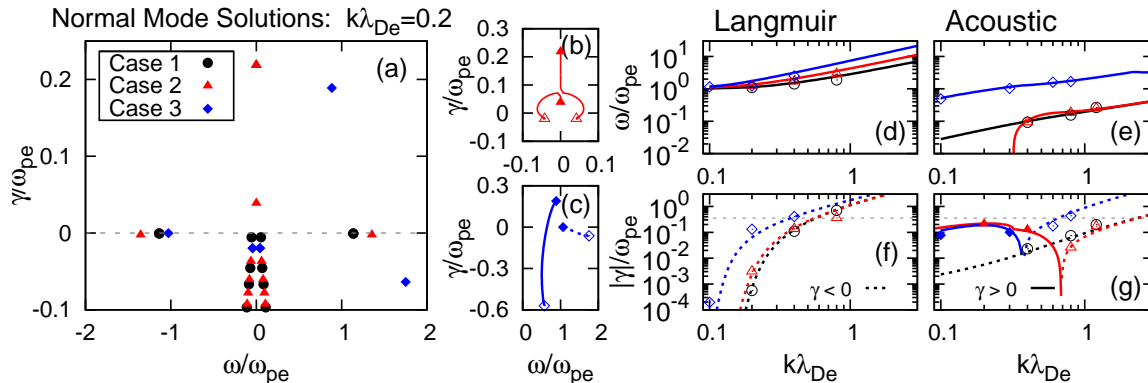 Normal Mode Solutions: kλDe=0.2
Langmuir
Acoustic
0.2
0.1
0
-0.1
γ/ωpe
Case 1
Case 2
Case 3
(a)
-2
-1
0
1
2
ω/ωpe
0.3
0.2
0.1
0
-0.1
γ/ωpe
(b)
-0.1
0
0.1
0.3
0
-0.3
-0.6
γ/ωpe
(c)
0
1
2
ω/ωpe
10¹
10⁰
10⁻¹
10⁻²
ω/ωpe
(d)
0.1
1
(e)
0.1
1
10⁰
10⁻¹
10⁻²
10⁻³
10⁻⁴
|γ|/ωpe
(f)
γ<0
0.1
1
kλDe
γ>0
(g)
0.1
1
kλDe